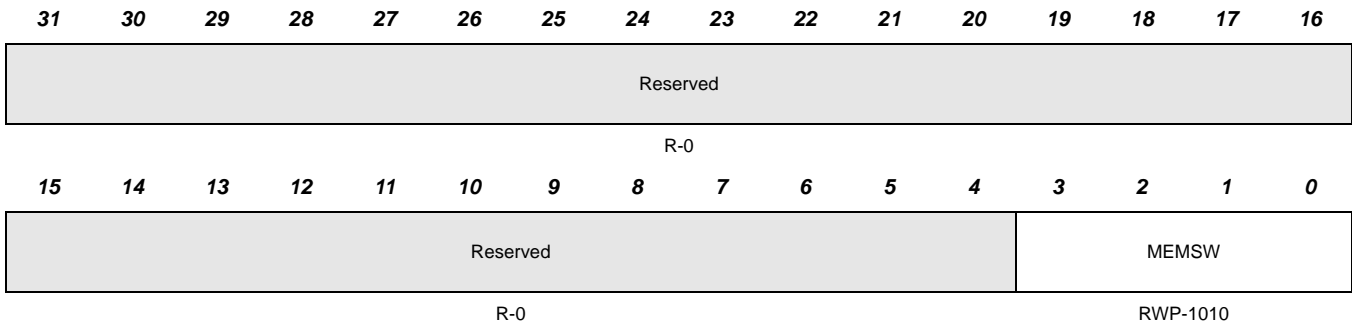 31 30 29 28 27 26 25 24 23 22 21 20 19 18 17 16
Reserved
R-0
15 14 13 12 11 10 9 8 7 6 5 4 3 2 1 0
Reserved MEMSW
R-0 RWP-1010